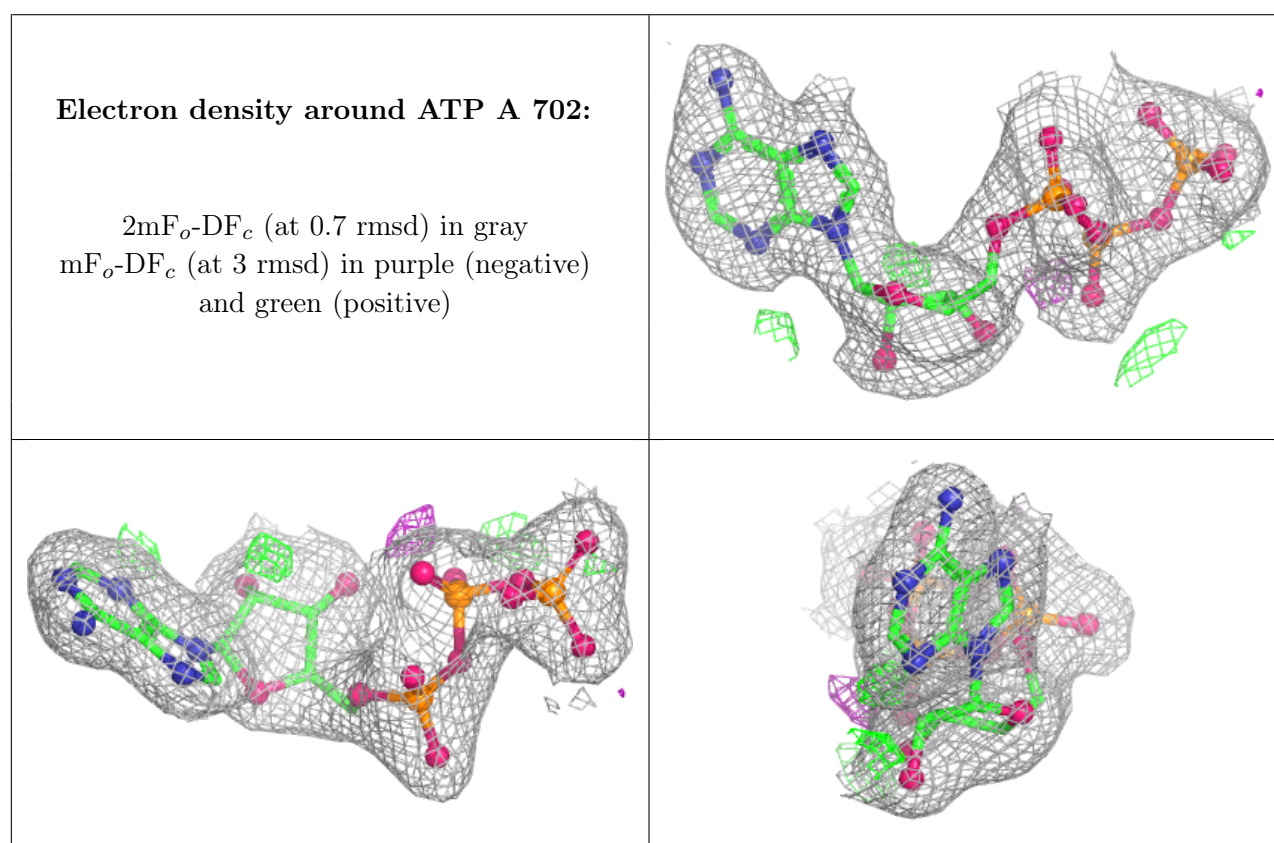 Electron density around ATP A 702:
2mFo-DFc (at 0.7 rmsd) in gray
mFo-DFc (at 3 rmsd) in purple (negative)
and green (positive)